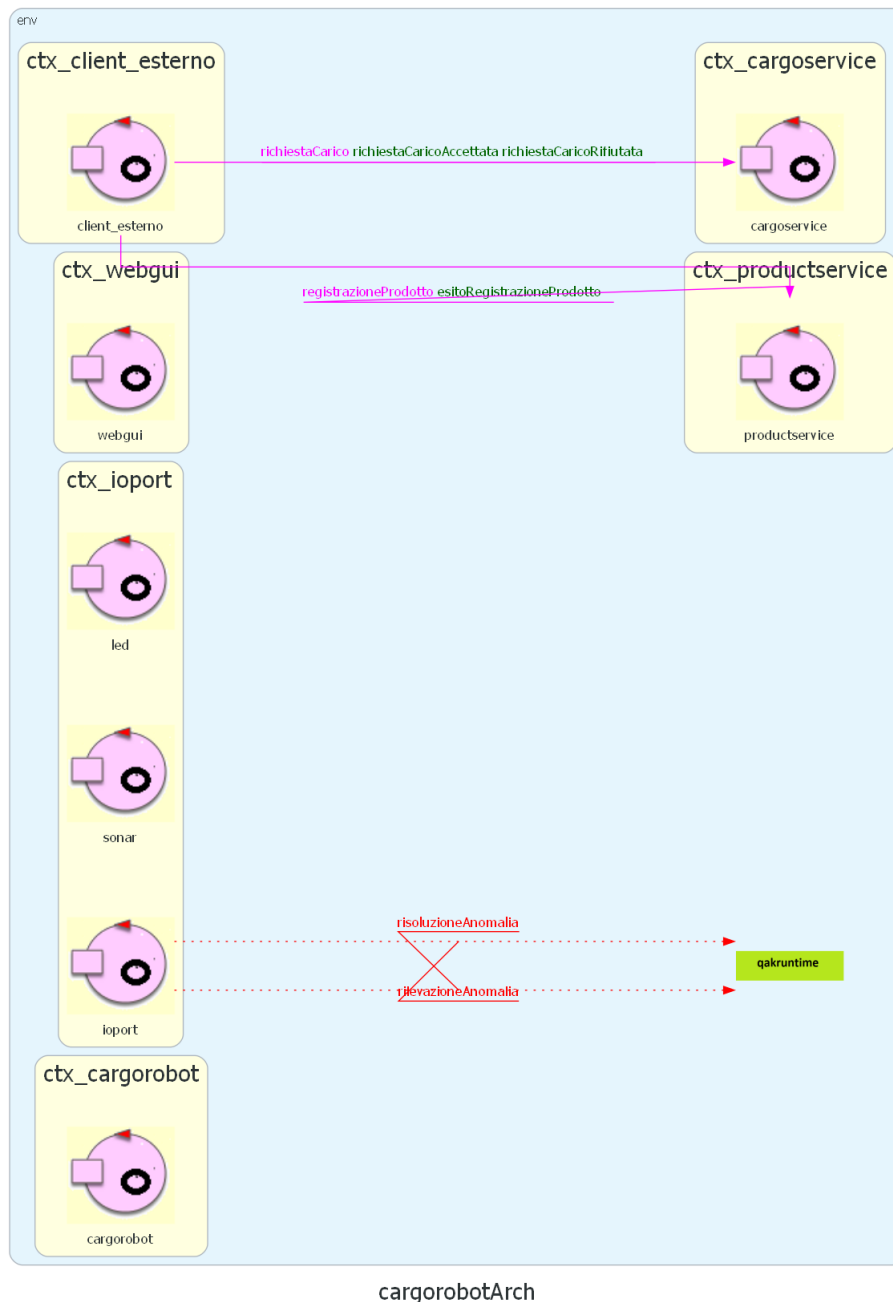 env
ctx_client_esterno
ctx_cargoservice
richiestaCarico richiestaCaricoAccettata richiestaCaricoRifiutata
client_esterno
cargoservice
ctx_webgui
ctx_productservice
registrazioneProdotto esitoRegistrazioneProdotto
webgui
productservice
ctx_ioport
led
sonar
risoluzioneAnomalia
qakruntime
rilevazioneAnomalia
ioport
ctx_cargorobot
cargorobot
cargorobotArch